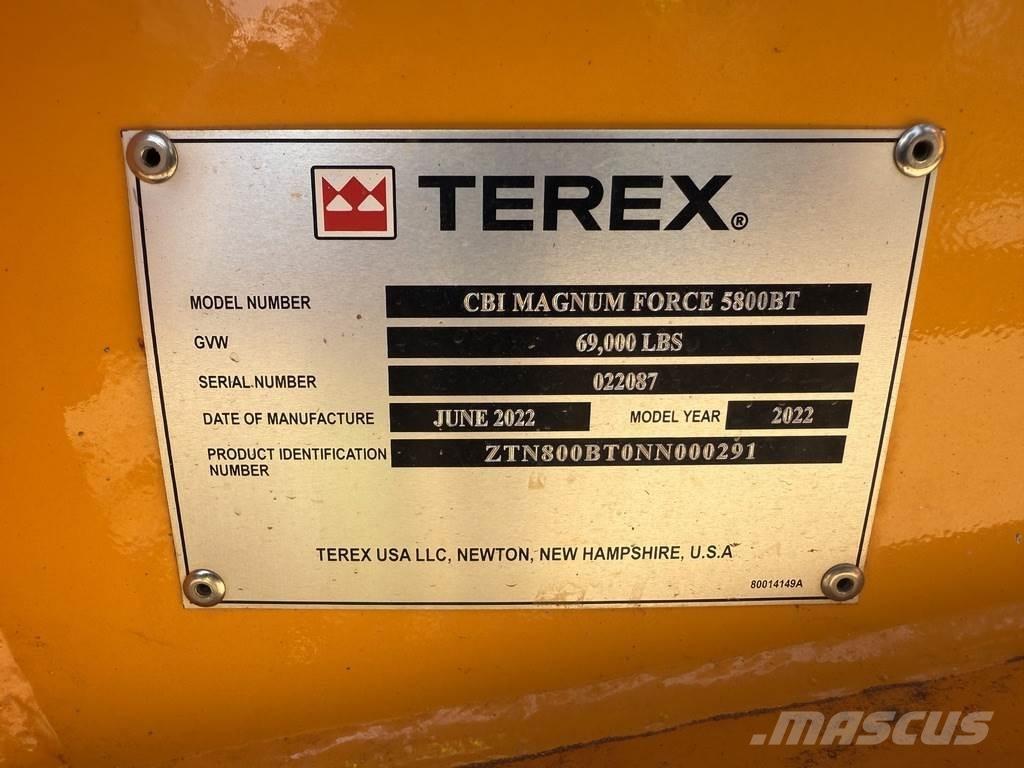 TEREX®
MODEL NUMBER CBI MAGNUM FORCE 5800BT
GVW 69,000 LBS
SERIAL NUMBER 022087
DATE OF MANUFACTURE JUNE 2022 MODEL YEAR 2022
PRODUCT IDENTIFICATION ZTN800BT0NN000291
NUMBER
TEREX USA LLC, NEWTON, NEW HAMPSHIRE, U.S.A
80014149A
.MASCUS